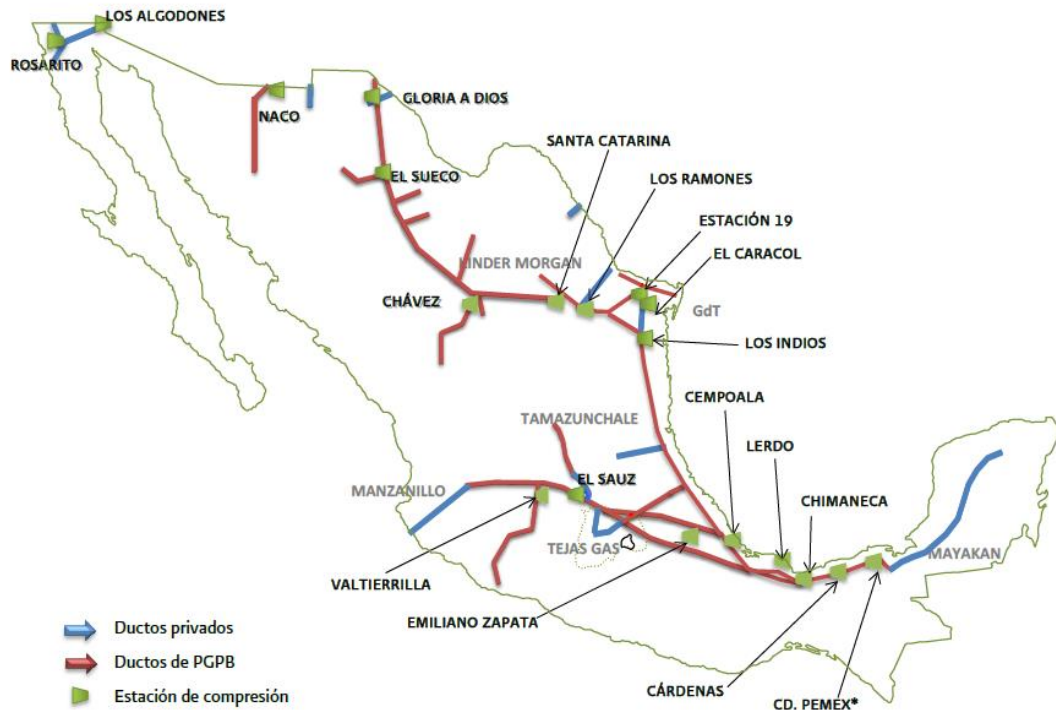 LOS ALGODONES
ROSARITO
NACO
GLORIA A DIOS
SANTA CATARINA
EL SUECO
LOS RAMONES
ESTACIÓN 19
EL CARACOL
KINDER MORGAN
CHÁVEZ
GdT
LOS INDIOS
CEMPOALA
TAMAZUNCHALE
LERDO
EL SAUZ
MANZANILLO
CHIMANECA
TEJAS GAS
MAYAKAN
VALTIERRILLA
EMILIANO ZAPATA
Ductos privados
Ductos de PGPB
CÁRDENAS
Estación de compresión
CD. PEMEX*